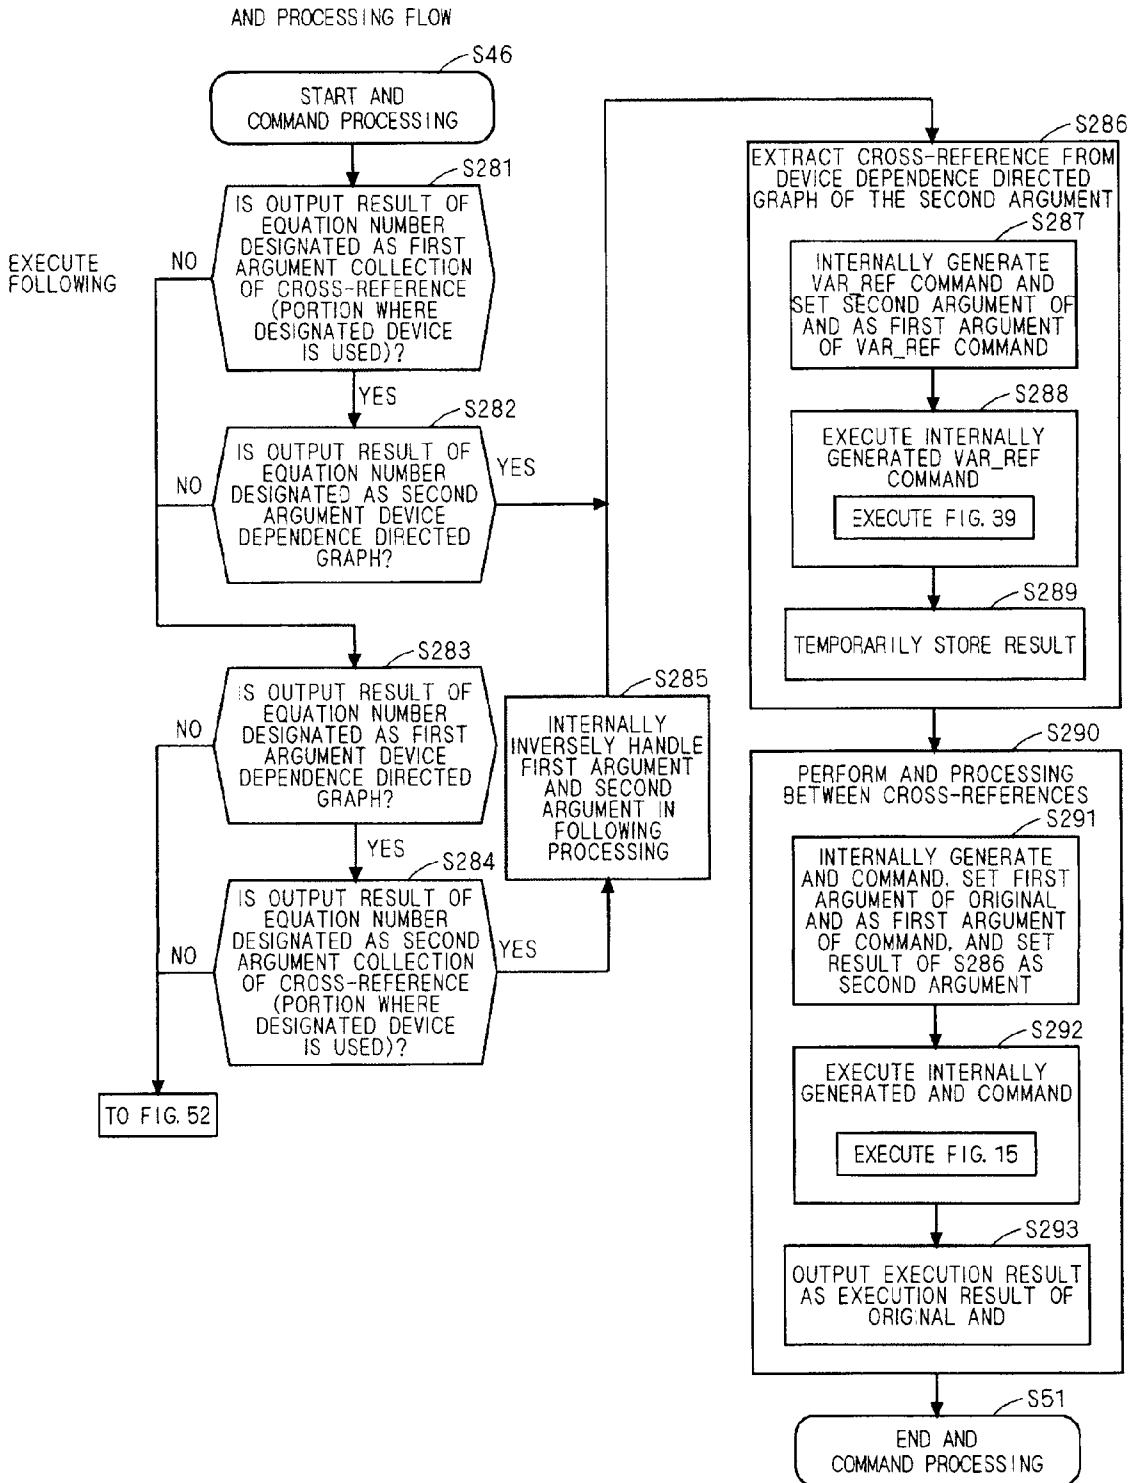 AND PROCESSING FLOW
S46
START AND
COMMAND PROCESSING
S281
IS OUTPUT RESULT OF
EQUATION NUMBER
DESIGNATED AS FIRST
ARGUMENT COLLECTION
OF CROSS-REFERENCE
(PORTION WHERE
DESIGNATED DEVICE
IS USED)?
NO
EXECUTE
FOLLOWING
YES
S282
IS OUTPUT RESULT OF
EQUATION NUMBER
DESIGNATED AS SECOND
ARGUMENT DEVICE
DEPENDENCE DIRECTED
GRAPH?
NO
YES
S283
IS OUTPUT RESULT OF
EQUATION NUMBER
DESIGNATED AS FIRST
ARGUMENT DEVICE
DEPENDENCE DIRECTED
GRAPH?
NO
YES
S284
IS OUTPUT RESULT OF
EQUATION NUMBER
DESIGNATED AS SECOND
ARGUMENT COLLECTION
OF CROSS-REFERENCE
(PORTION WHERE
DESIGNATED DEVICE
IS USED)?
NO
YES
TO FIG. 52
S285
INTERNALLY
INVERSELY HANDLE
FIRST ARGUMENT
AND SECOND
ARGUMENT IN
FOLLOWING
PROCESSING
S286
EXTRACT CROSS-REFERENCE FROM
DEVICE DEPENDENCE DIRECTED
GRAPH OF THE SECOND ARGUMENT
S287
INTERNALLY GENERATE
VAR_REF COMMAND AND
SET SECOND ARGUMENT OF
AND AS FIRST ARGUMENT
OF VAR_REF COMMAND
S288
EXECUTE INTERNALLY
GENERATED VAR_REF
COMMAND
EXECUTE FIG. 39
S289
TEMPORARILY STORE RESULT
S290
PERFORM AND PROCESSING
BETWEEN CROSS-REFERENCES
S291
INTERNALLY GENERATE
AND COMMAND, SET FIRST
ARGUMENT OF ORIGINAL
AND AS FIRST ARGUMENT
OF COMMAND, AND SET
RESULT OF S286 AS
SECOND ARGUMENT
S292
EXECUTE INTERNALLY
GENERATED AND COMMAND
EXECUTE FIG. 15
S293
OUTPUT EXECUTION RESULT
AS EXECUTION RESULT OF
ORIGINAL AND
S51
END AND
COMMAND PROCESSING